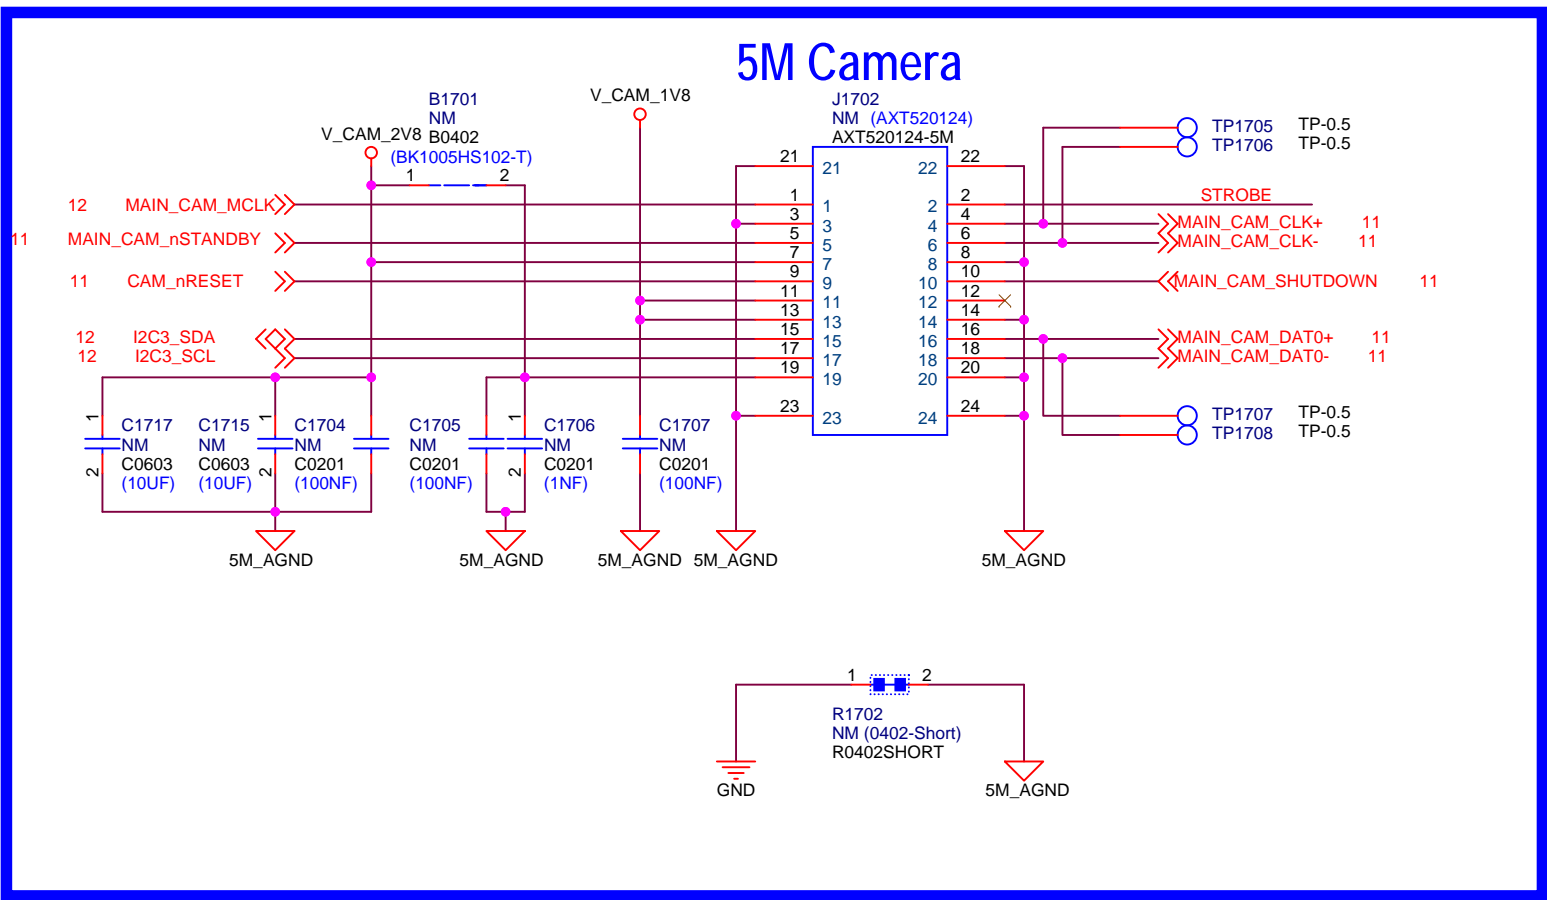 5M Camera
V_CAM_2V8
B1701
NM
B0402
(BK1005HS102-T)
1 2
V_CAM_1V8
J1702
NM (AXT520124)
AXT520124-5M
21 21 22 22
1 1 2 2
3 3 4 4
5 5 6 6
7 7 8 8
9 9 10 10
11 11 12 12
13 13 14 14
15 15 16 16
17 17 18 18
19 19 20 20
23 23 24 24
12 MAIN_CAM_MCLK
11 MAIN_CAM_nSTANDBY
11 CAM_nRESET
12 I2C3_SDA
12 I2C3_SCL
TP1705 TP-0.5
TP1706 TP-0.5
STROBE
MAIN_CAM_CLK+ 11
MAIN_CAM_CLK- 11
MAIN_CAM_SHUTDOWN 11
MAIN_CAM_DAT0+ 11
MAIN_CAM_DAT0- 11
TP1707 TP-0.5
TP1708 TP-0.5
1
2
C1717
NM
C0603
(10UF)
C1715
NM
C0603
(10UF)
1
2
C1704
NM
C0201
(100NF)
C1705
NM
C0201
(100NF)
1
2
C1706
NM
C0201
(1NF)
C1707
NM
C0201
(100NF)
5M_AGND
5M_AGND
5M_AGND
5M_AGND
5M_AGND
1 2
R1702
NM (0402-Short)
R0402SHORT
GND
5M_AGND